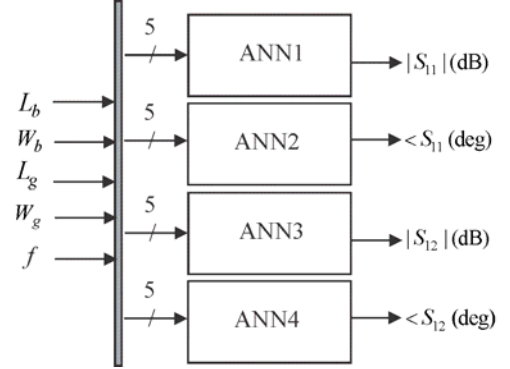 5
ANN1
|S₁₁|(dB)
L_b
5
W_b
ANN2
<S₁₁(deg)
L_g
5
W_g
ANN3
|S₁₂|(dB)
f
5
ANN4
<S₁₂(deg)